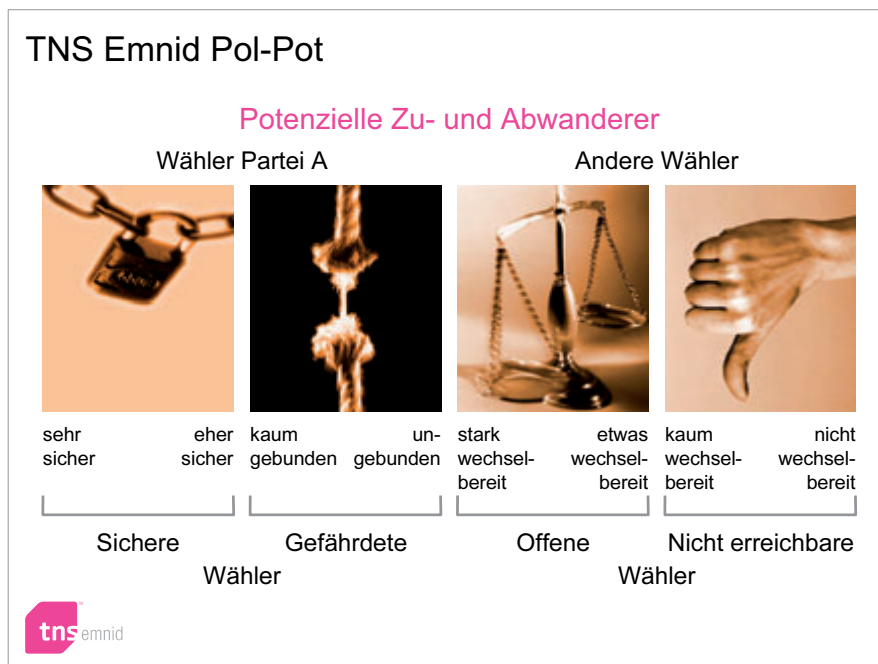 TNS Emnid Pol-Pot
Potenzielle Zu- und Abwanderer
Wähler Partei A
Andere Wähler
sehr sicher
eher sicher
kaum gebunden
un-
gebunden
stark
wechsel-
bereit
etwas
wechsel-
bereit
kaum
wechsel-
bereit
nicht
wechsel-
bereit
Sichere
Gefährdete
Wähler
Offene
Nicht erreichbare
Wähler
tns emnid